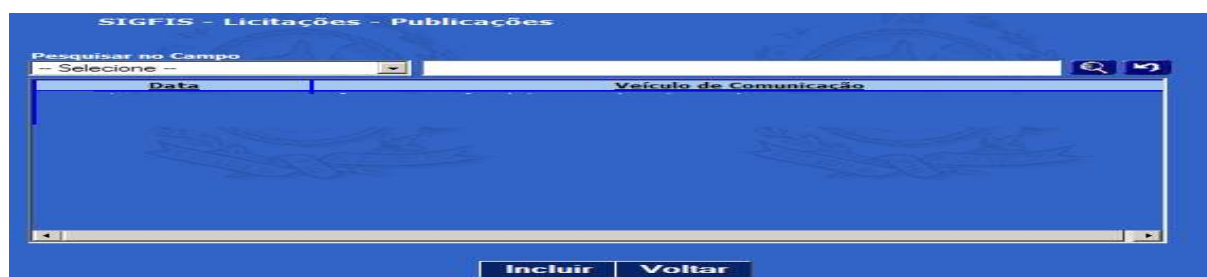 SIGFIS - Licitações - Publicações
Pesquisar no Campo
-- Selecione --
Data Veículo de Comunicação
Incluir Voltar